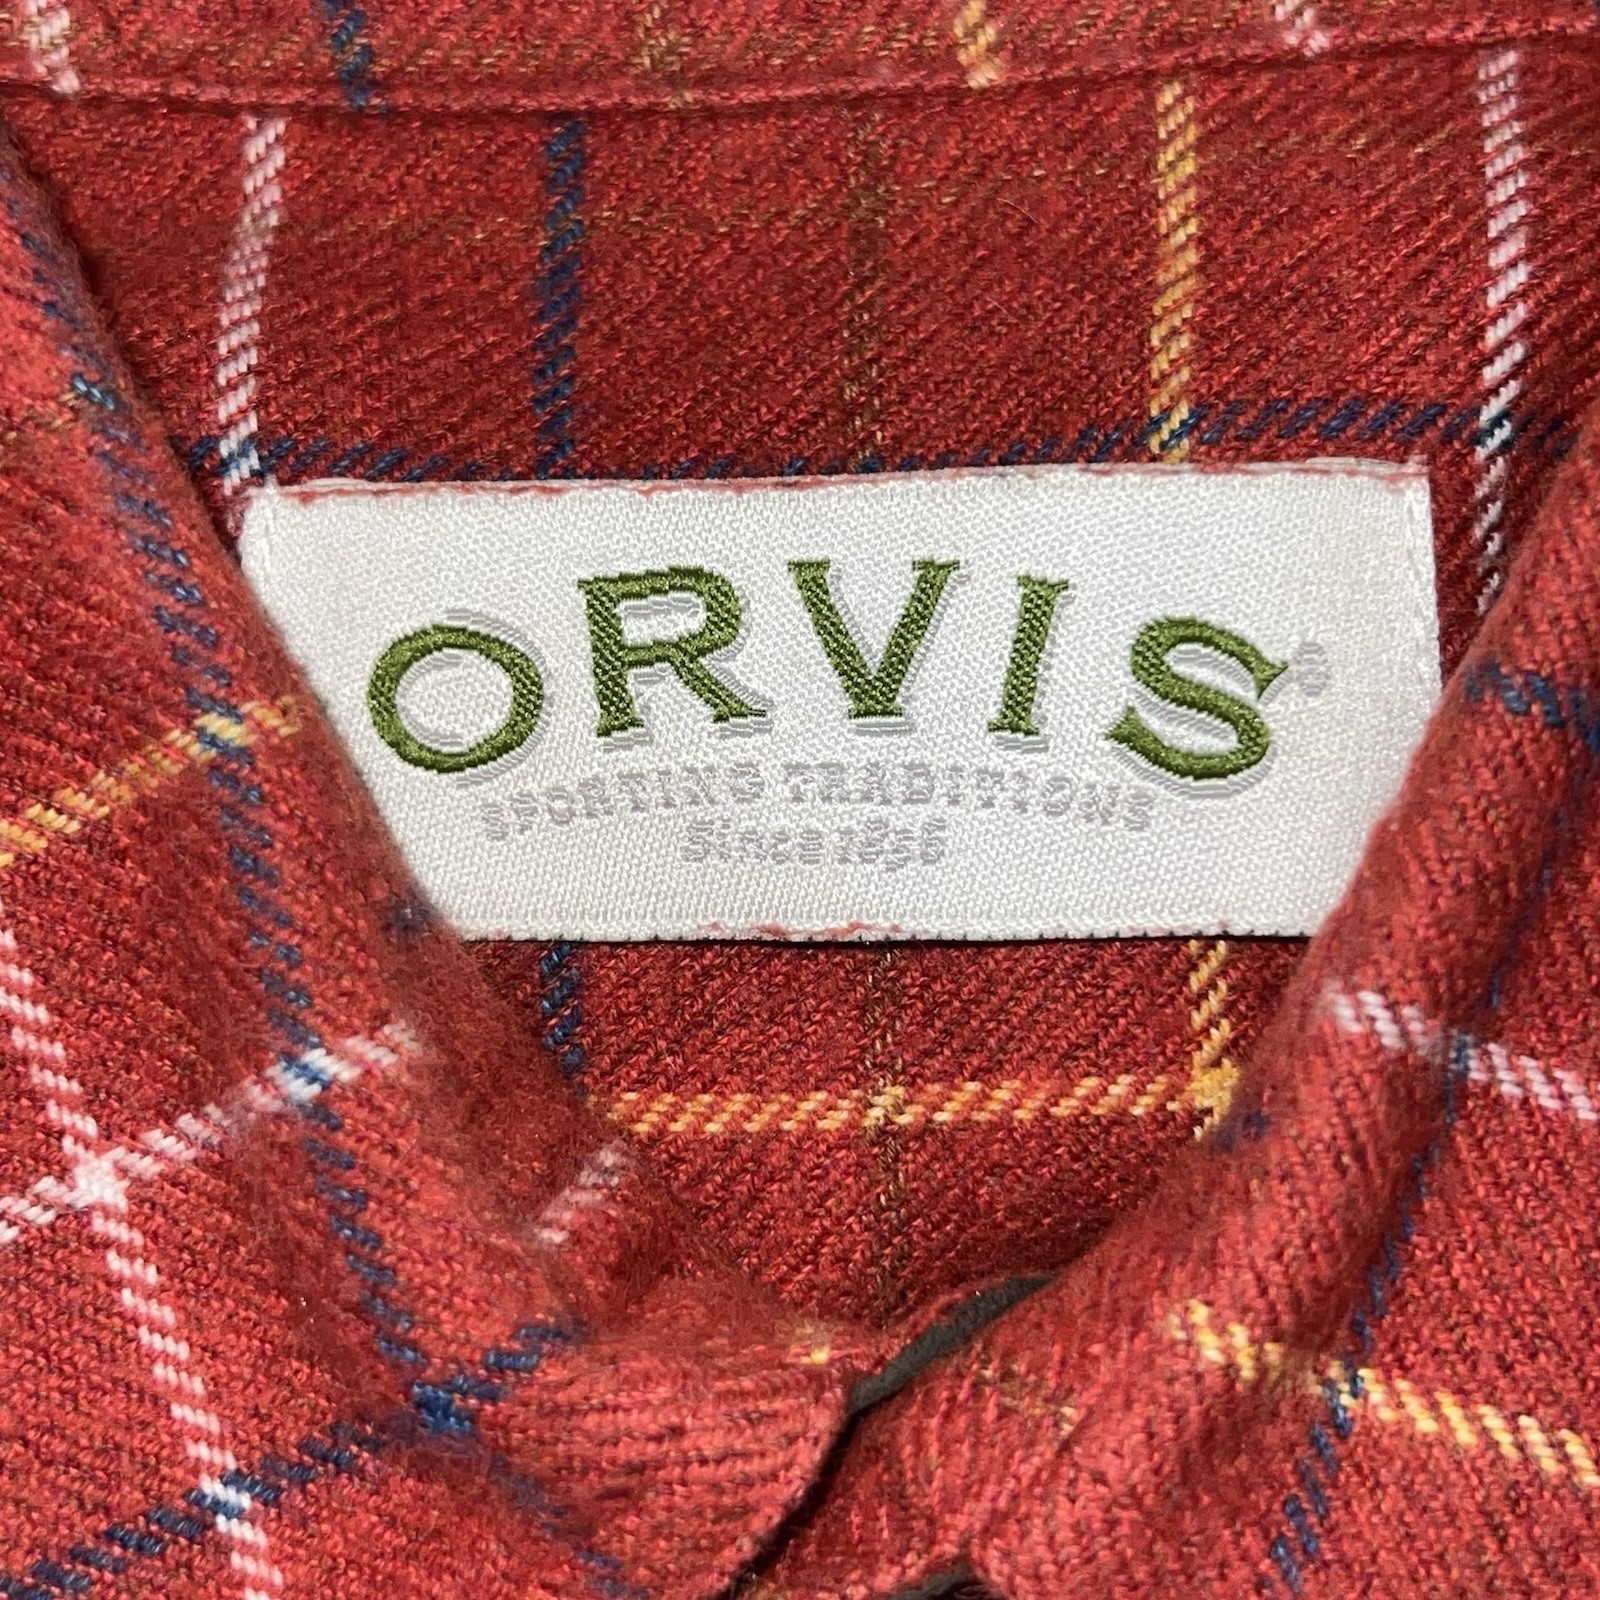 ORVIS®
SPORTING TRADITIONS
Since 1856